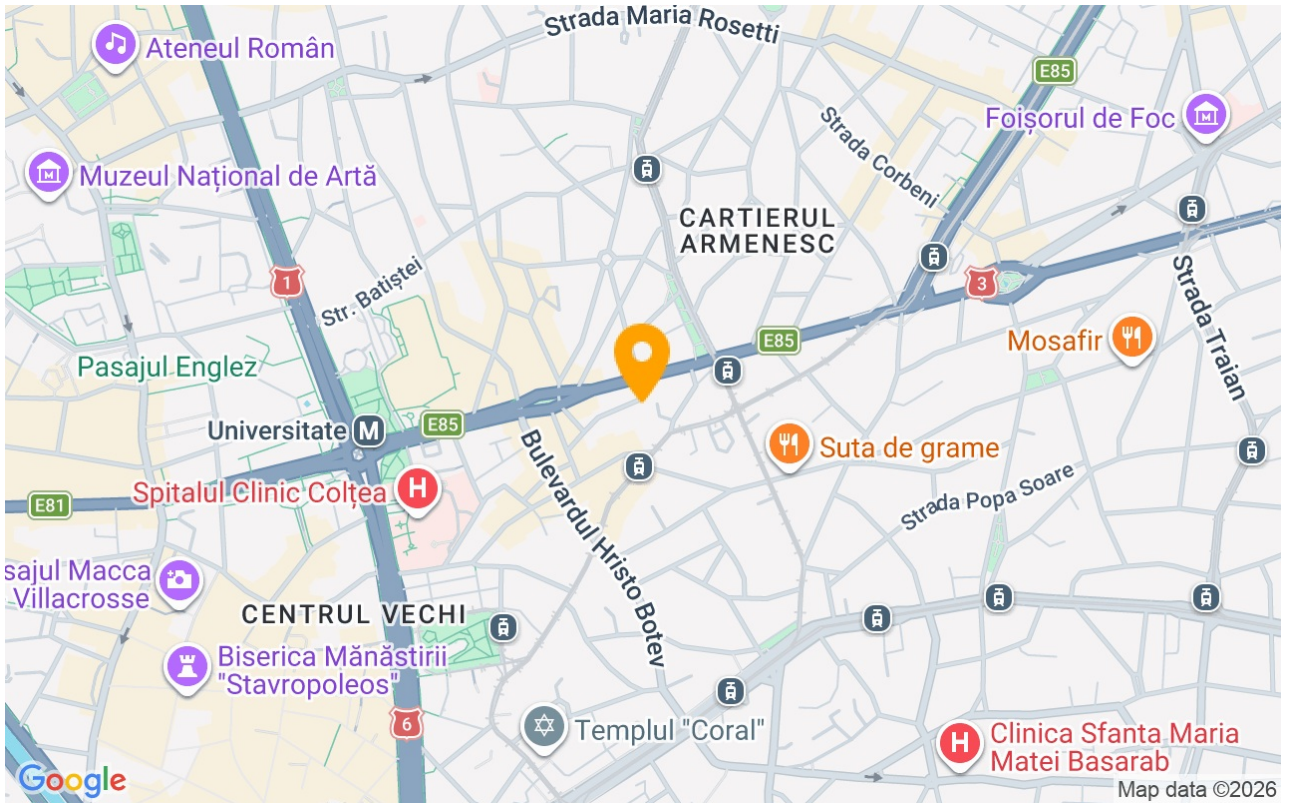 Strada Maria Rosetti
Ateneul Român
E85
Foișorul de Foc
Strada Corbeni
Muzeul Național de Artă
CARTIERUL
ARMENESC
1
Str. Batiștei
3
Strada Traian
E85
Mosafir
Pasajul Englez
Universitate
M
E85
Suta de grame
Bulevardul Hristo Botev
Spitalul Clinic Colțea
H
E81
Strada Popa Soare
sajul Macca
Villacrosse
CENTRUL VECHI
Biserica Mănăstirii
"Stavropoleos"
6
Templul "Coral"
H
Clinica Sfanta Maria
Matei Basarab
Google
Map data ©2026